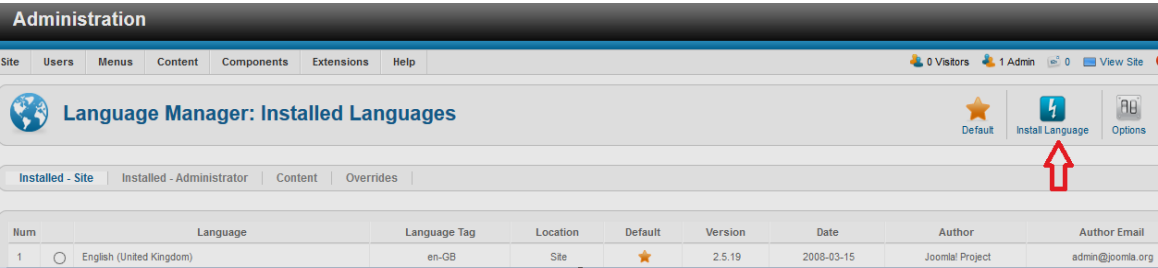 Administration
Site Users Menus Content Components Extensions Help 0 Visitors 1 Admin 0 View Site
Language Manager: Installed Languages
Default Install Language Options
Installed - Site Installed - Administrator Content Overrides
Num Language Language Tag Location Default Version Date Author Author Email
1 English (United Kingdom) en-GB Site 2.5.19 2008-03-15 Joomla! Project admin@joomla.org